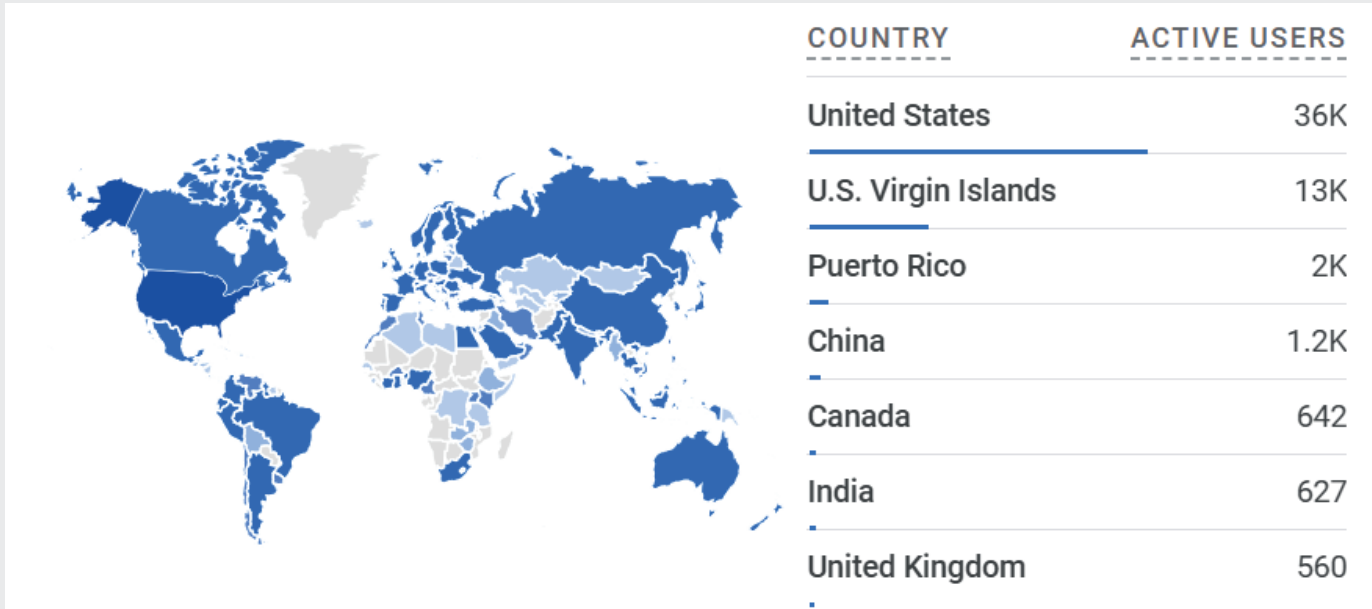 COUNTRY ACTIVE USERS
United States 36K
U.S. Virgin Islands 13K
Puerto Rico 2K
China 1.2K
Canada 642
India 627
United Kingdom 560